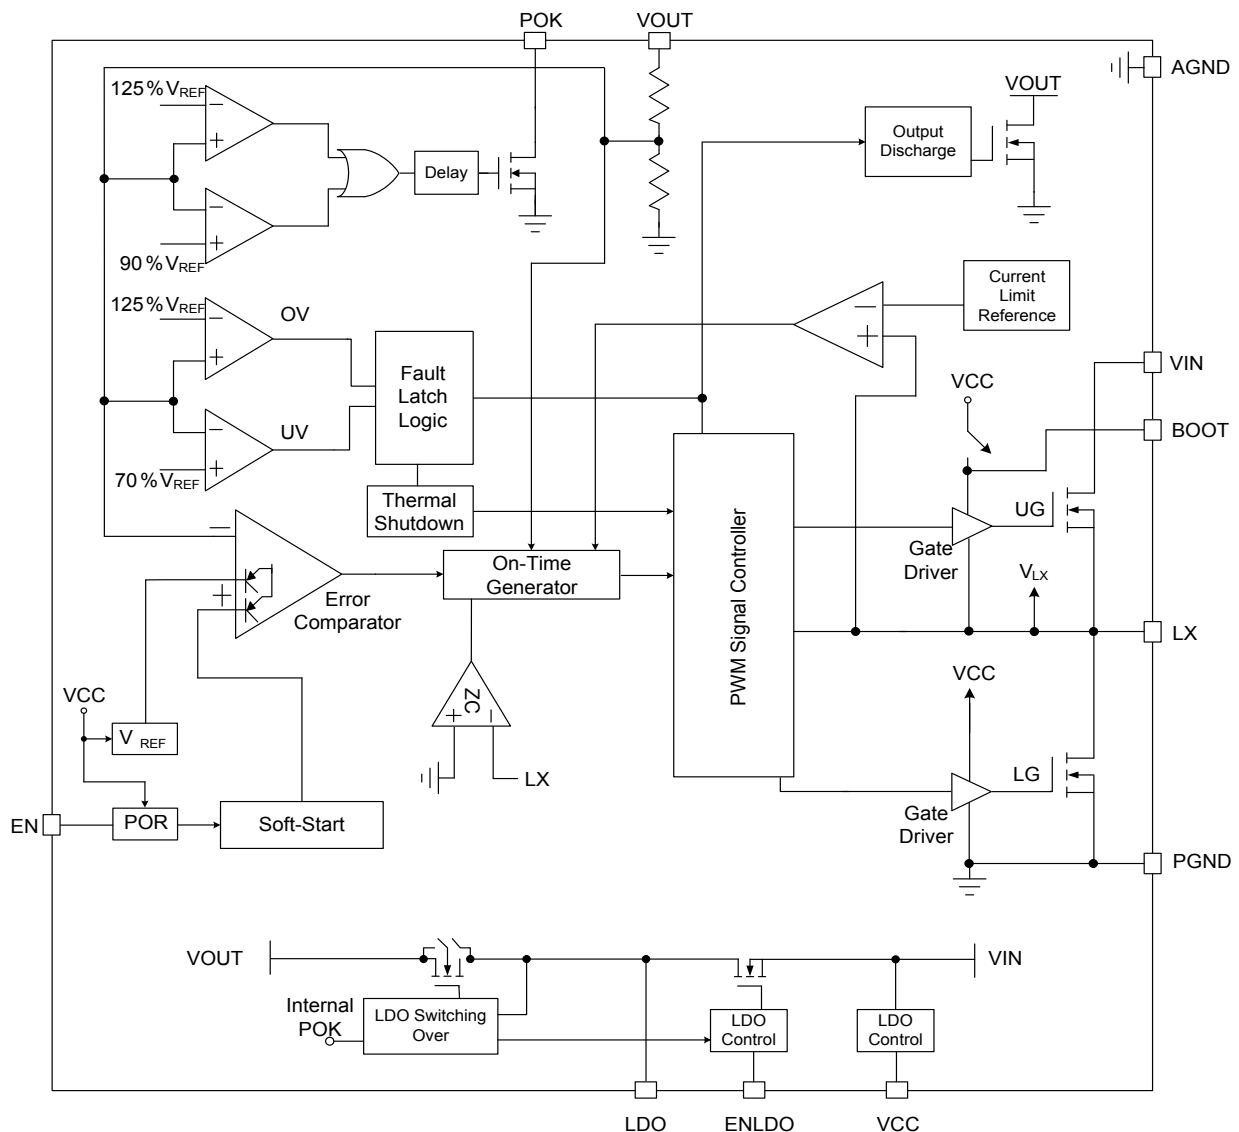 POK
VOUT
AGND
125% VREF
−
+
−
+
90% VREF
Delay
Output
Discharge
VOUT
125% VREF
−
+
OV
−
+
UV
70% VREF
Fault
Latch
Logic
Thermal
Shutdown
−
+
Current
Limit
Reference
VIN
VCC
BOOT
UG
Gate
Driver
VLX
LX
−
+
Error
Comparator
On-Time
Generator
PWM Signal Controller
ZC
+
−
LX
VCC
V REF
EN
POR
Soft-Start
VCC
LG
Gate
Driver
PGND
VOUT
VIN
Internal
POK
LDO Switching
Over
LDO
Control
LDO
Control
LDO
ENLDO
VCC